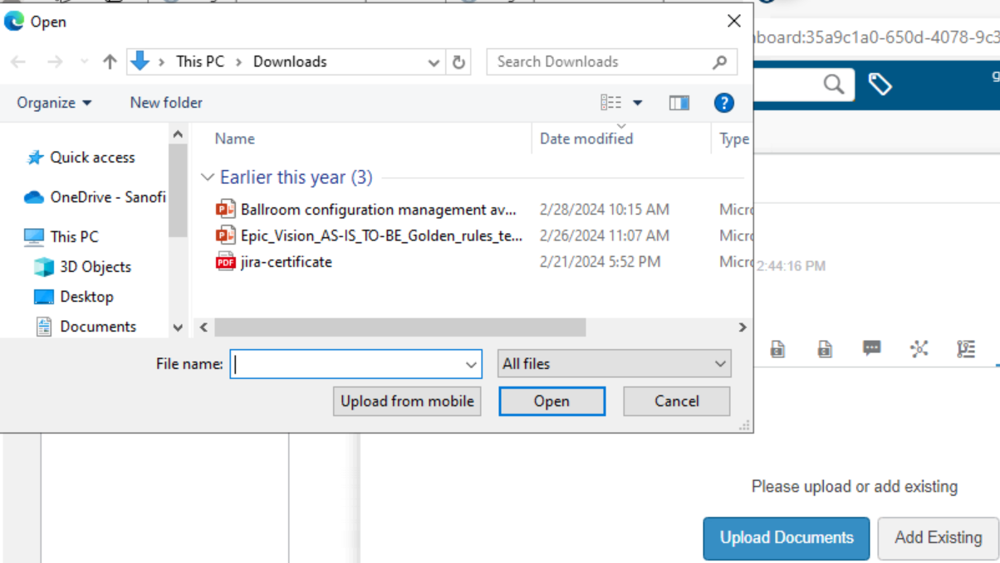 Open
board:35a9c1a0-650d-4078-9c3
This PC > Downloads
Search Downloads
Organize
New folder
Name
Date modified
Type
Quick access
OneDrive - Sanofi
This PC
3D Objects
Desktop
Documents
Earlier this year (3)
Ballroom configuration management av... 2/28/2024 10:15 AM Micro
Epic_Vision_AS-IS_TO-BE_Golden_rules_te... 2/26/2024 11:07 AM Micro
jira-certificate 2/21/2024 5:52 PM Micro
2:44:16 PM
File name:
All files
Upload from mobile
Open
Cancel
Please upload or add existing
Upload Documents
Add Existing